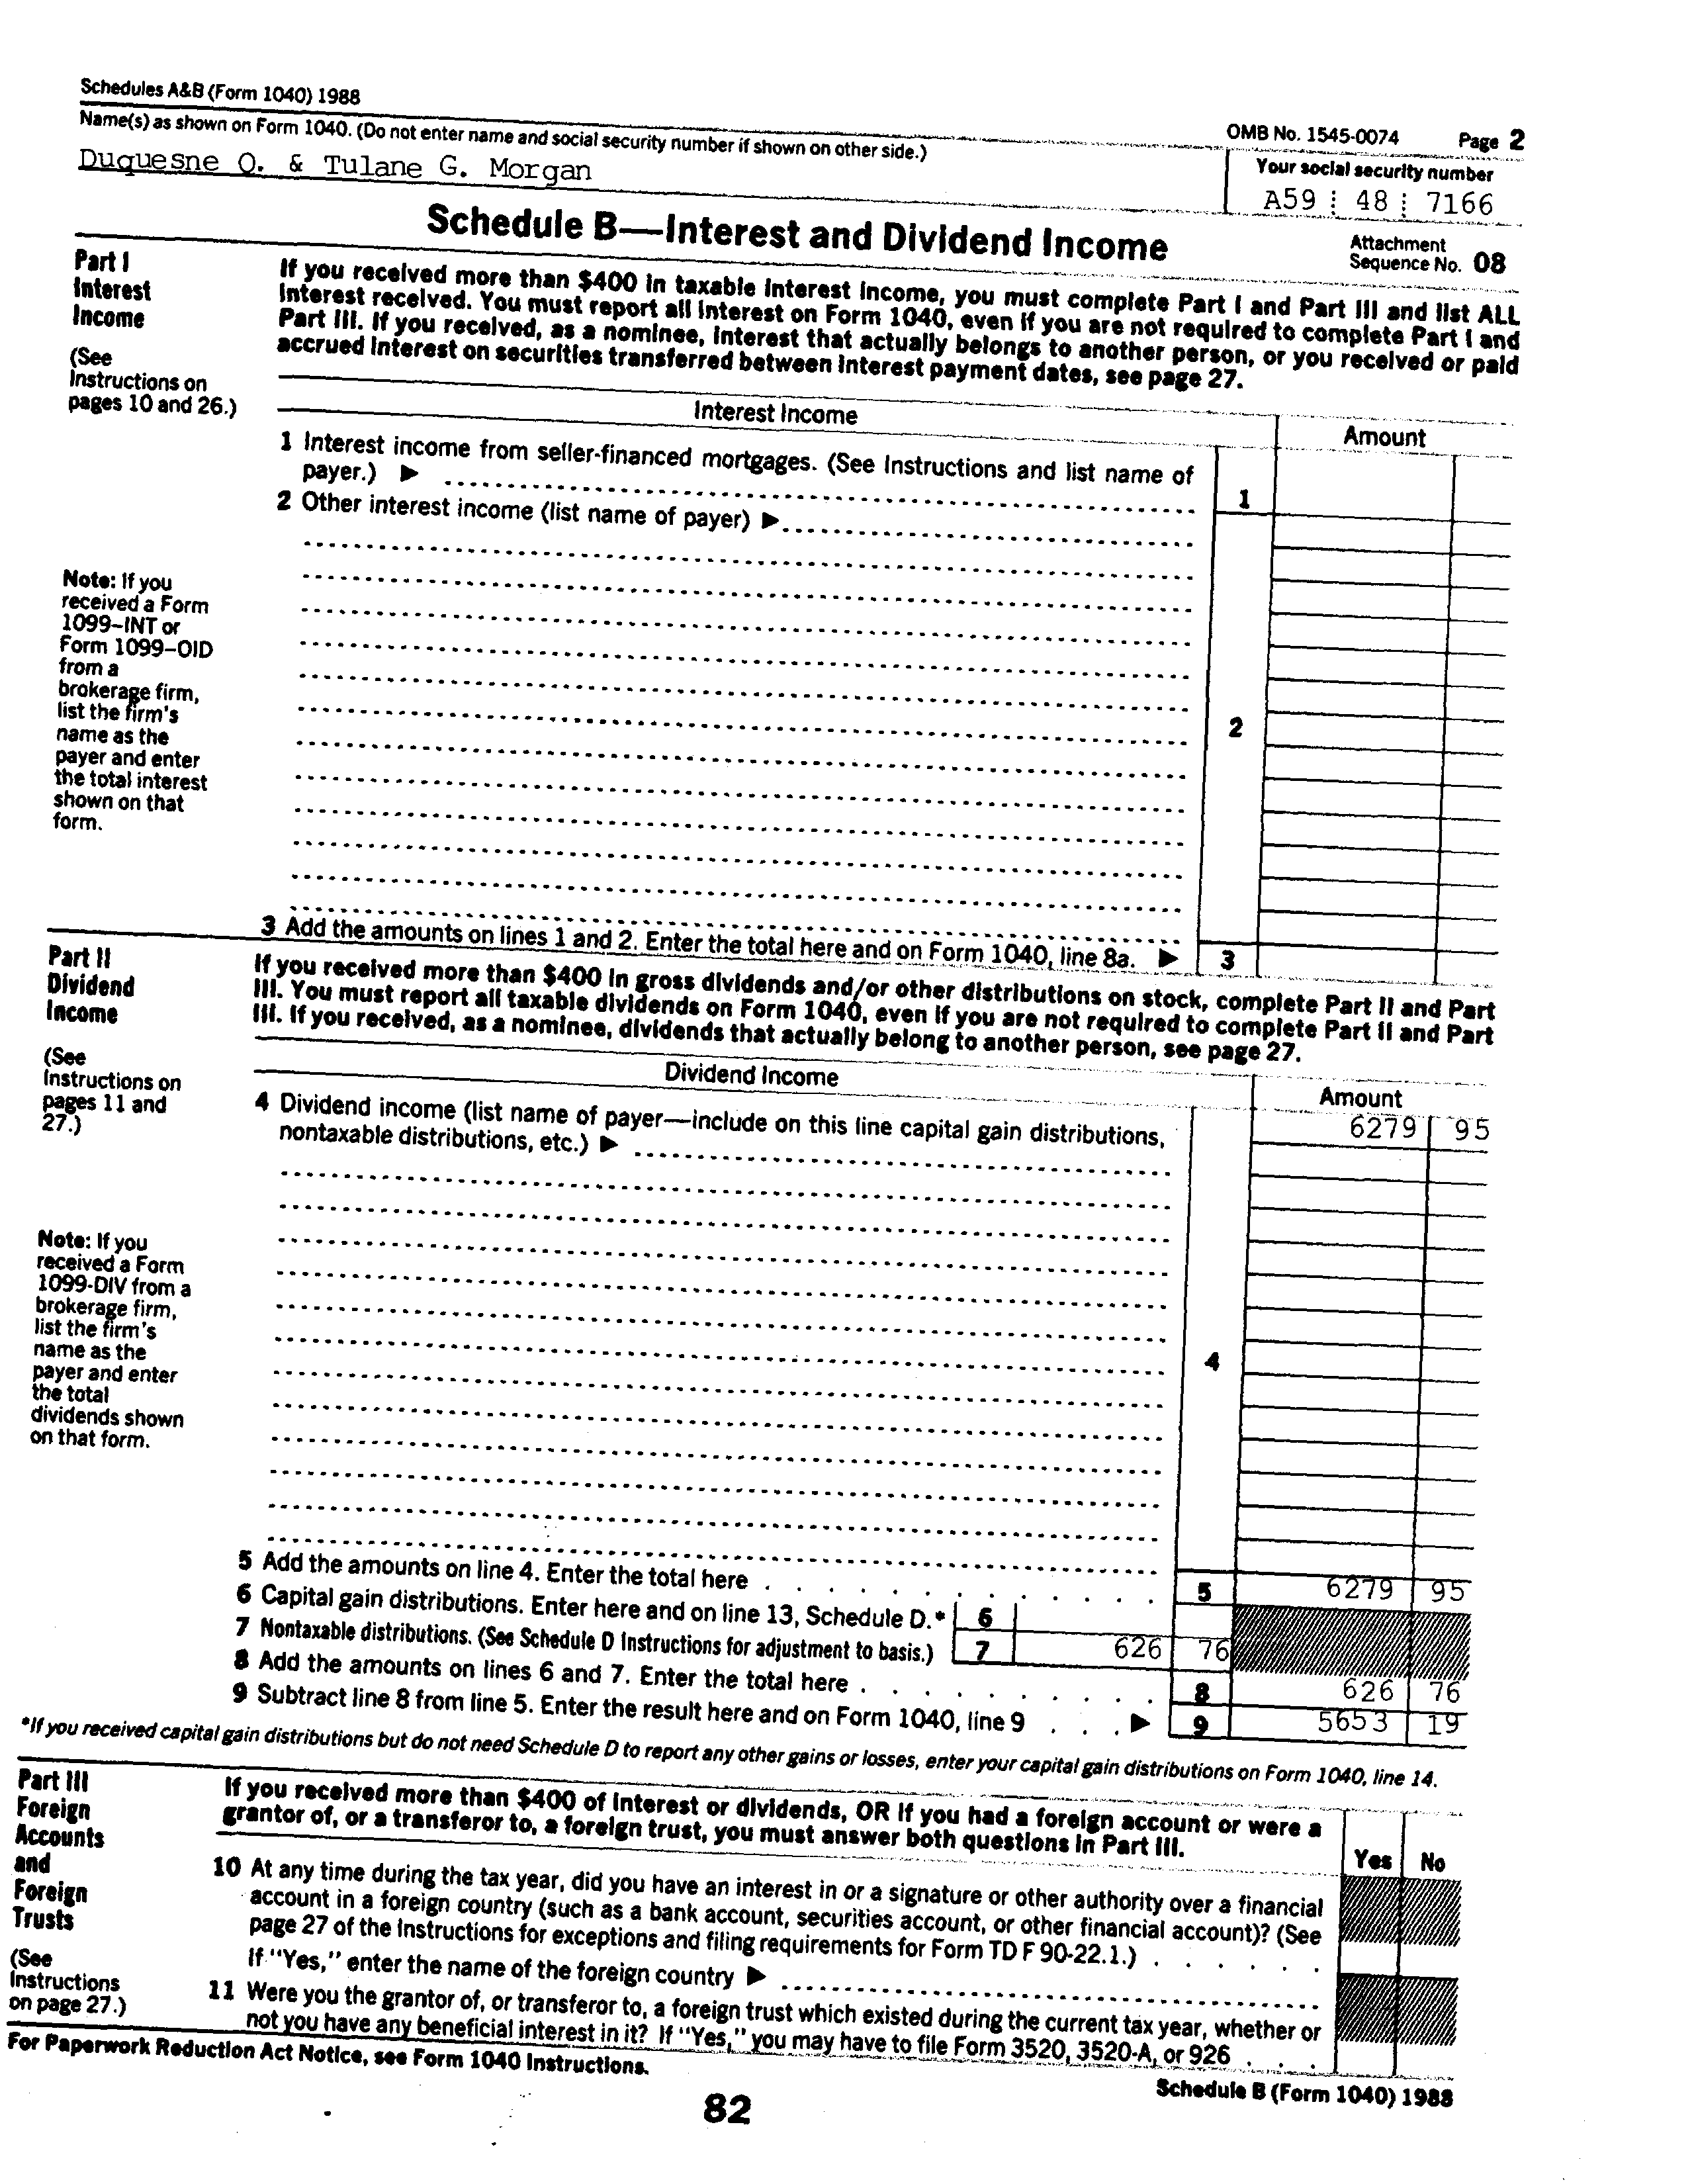 Schedules A&B (Form 1040) 1988
OMB No. 1545-0074 Page 2
Name(s) as shown on Form 1040. (Do not enter name and social security number if shown on other side.)
Your social security number
Duquesne O. & Tulane G. Morgan
A59 48 7166
Schedule B—Interest and Dividend Income
Attachment
Sequence No. 08
Part I
Interest
Income
(See
Instructions on
pages 10 and 26.)
If you received more than $400 in taxable interest income, you must complete Part I and Part III and list ALL
interest received. You must report all interest on Form 1040, even if you are not required to complete Part I and
Part III. If you received, as a nominee, interest that actually belongs to another person, or you received or paid
accrued interest on securities transferred between interest payment dates, see page 27.
Interest Income
Amount
1 Interest income from seller-financed mortgages. (See Instructions and list name of
payer.) ▶
1
2 Other interest income (list name of payer) ▶
Note: If you
received a Form
1099–INT or
Form 1099–OID
from a
brokerage firm,
list the firm's
name as the
payer and enter
the total interest
shown on that
form.
2
3 Add the amounts on lines 1 and 2. Enter the total here and on Form 1040, line 8a. ▶ 3
Part II
Dividend
Income
(See
Instructions on
pages 11 and
27.)
If you received more than $400 in gross dividends and/or other distributions on stock, complete Part II and Part
III. You must report all taxable dividends on Form 1040, even if you are not required to complete Part II and Part
III. If you received, as a nominee, dividends that actually belong to another person, see page 27.
Dividend Income
Amount
4 Dividend income (list name of payer—include on this line capital gain distributions,
nontaxable distributions, etc.) ▶
6279 95
Note: If you
received a Form
1099-DIV from a
brokerage firm,
list the firm's
name as the
payer and enter
the total
dividends shown
on that form.
4
5 Add the amounts on line 4. Enter the total here . . . . . . . . . . . 5 6279 95
6 Capital gain distributions. Enter here and on line 13, Schedule D.* 6
7 Nontaxable distributions. (See Schedule D Instructions for adjustment to basis.) 7 626 76
8 Add the amounts on lines 6 and 7. Enter the total here . . . . . . . . . . 8 626 76
9 Subtract line 8 from line 5. Enter the result here and on Form 1040, line 9 . . . ▶ 9 5653 19
*If you received capital gain distributions but do not need Schedule D to report any other gains or losses, enter your capital gain distributions on Form 1040, line 14.
Part III
Foreign
Accounts
and
Foreign
Trusts
(See
Instructions
on page 27.)
If you received more than $400 of interest or dividends, OR if you had a foreign account or were a
grantor of, or a transferor to, a foreign trust, you must answer both questions in Part III.
Yes No
10 At any time during the tax year, did you have an interest in or a signature or other authority over a financial
account in a foreign country (such as a bank account, securities account, or other financial account)? (See
page 27 of the Instructions for exceptions and filing requirements for Form TD F 90-22.1.) . . . . . .
If "Yes," enter the name of the foreign country ▶
11 Were you the grantor of, or transferor to, a foreign trust which existed during the current tax year, whether or
not you have any beneficial interest in it? If "Yes," you may have to file Form 3520, 3520-A, or 926 . . .
For Paperwork Reduction Act Notice, see Form 1040 Instructions.
Schedule B (Form 1040) 1988
82